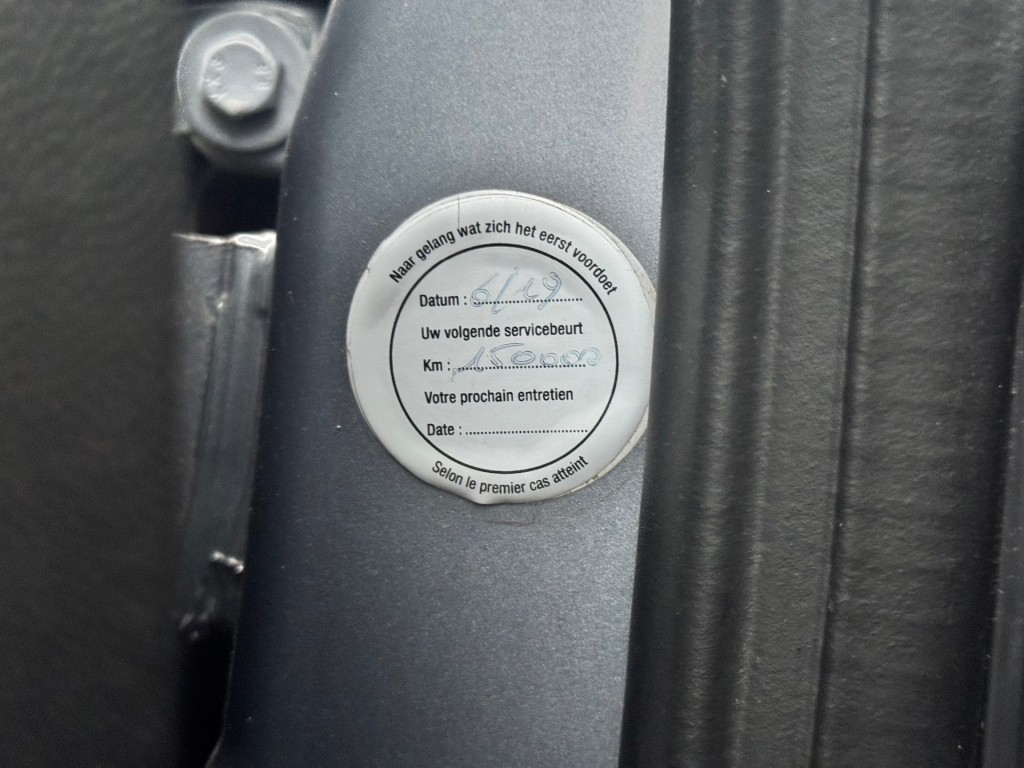 Naar gelang wat zich het eerst voordoet
Datum : 6/19
Uw volgende servicebeurt
Km : 150000
Votre prochain entretien
Date :
Selon le premier cas atteint